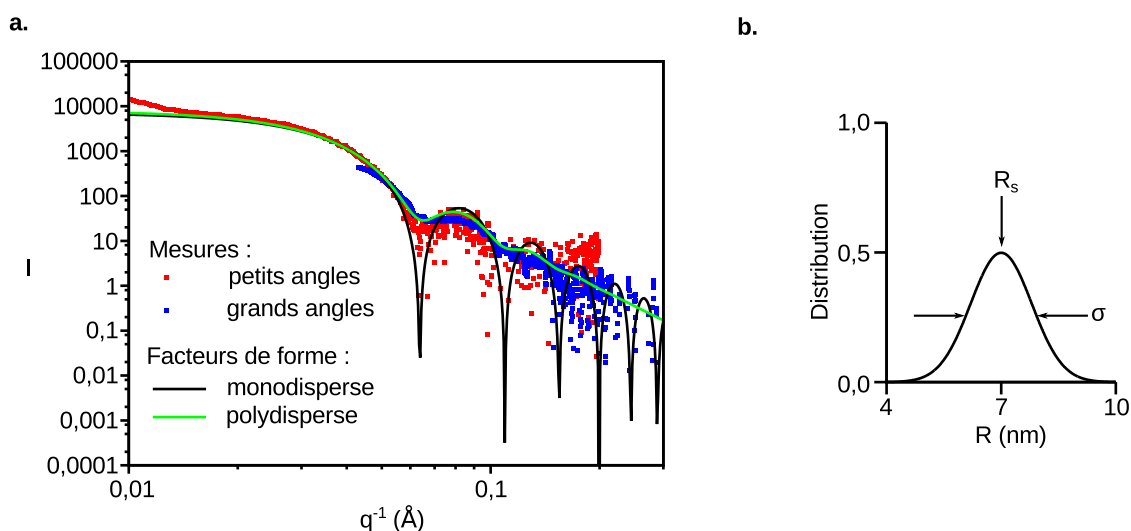 a.
100000
10000
1000
100
10
1
0,1
0,01
0,001
0,0001
I
Mesures :
petits angles
grands angles
Facteurs de forme :
monodisperse
polydisperse
0,01
0,1
q-1 (Å)
b.
1,0
0,5
0,0
Distribution
Rs
σ
4
7
10
R (nm)